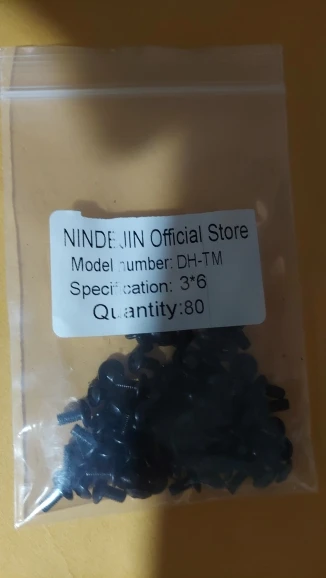 NINDEJIN Official Store
Model number: DH-TM
Specification: 3*6
Quantity:80